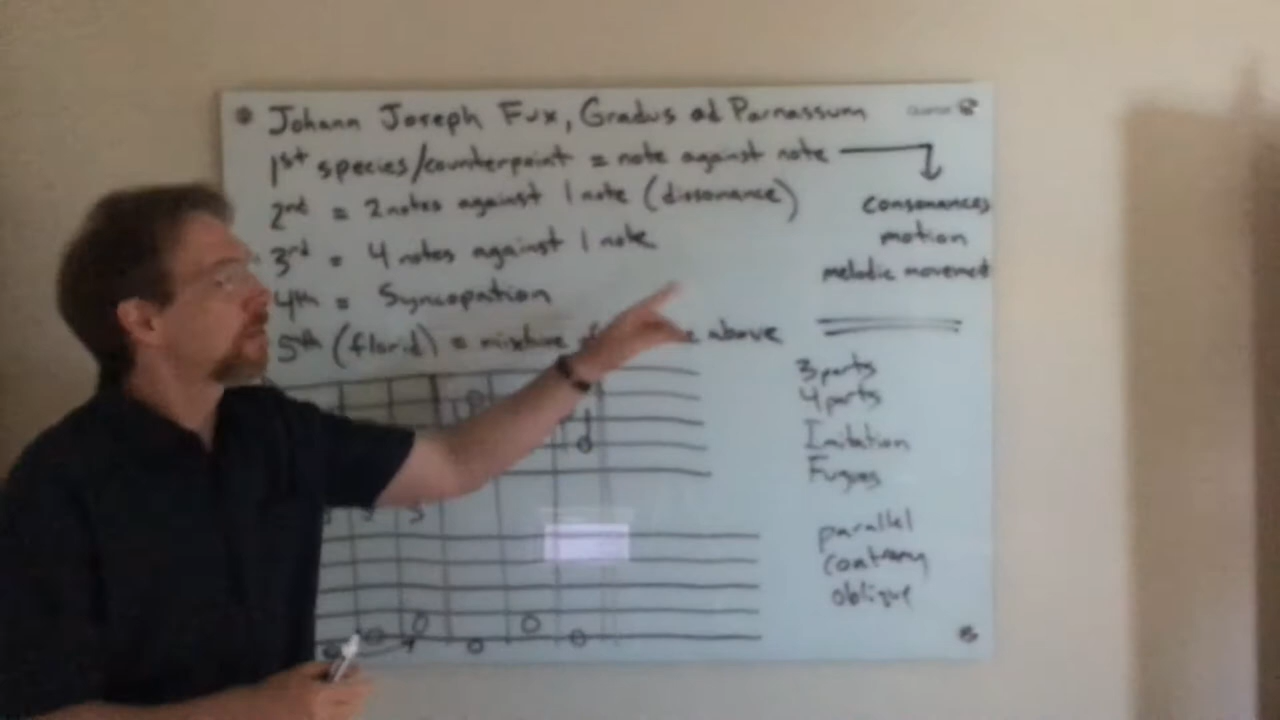 Johann Joseph Fux, Gradus ad Parnassum
1st species/counterpoint = note against note
2nd = 2 notes against 1 note (dissonance)
3rd = 4 notes against 1 note
4th = Syncopation
5th (florid) = mixture above
consonances
motion
melodic movement
3 parts
4 parts
Imitation
Fugues
parallel
contrary
oblique